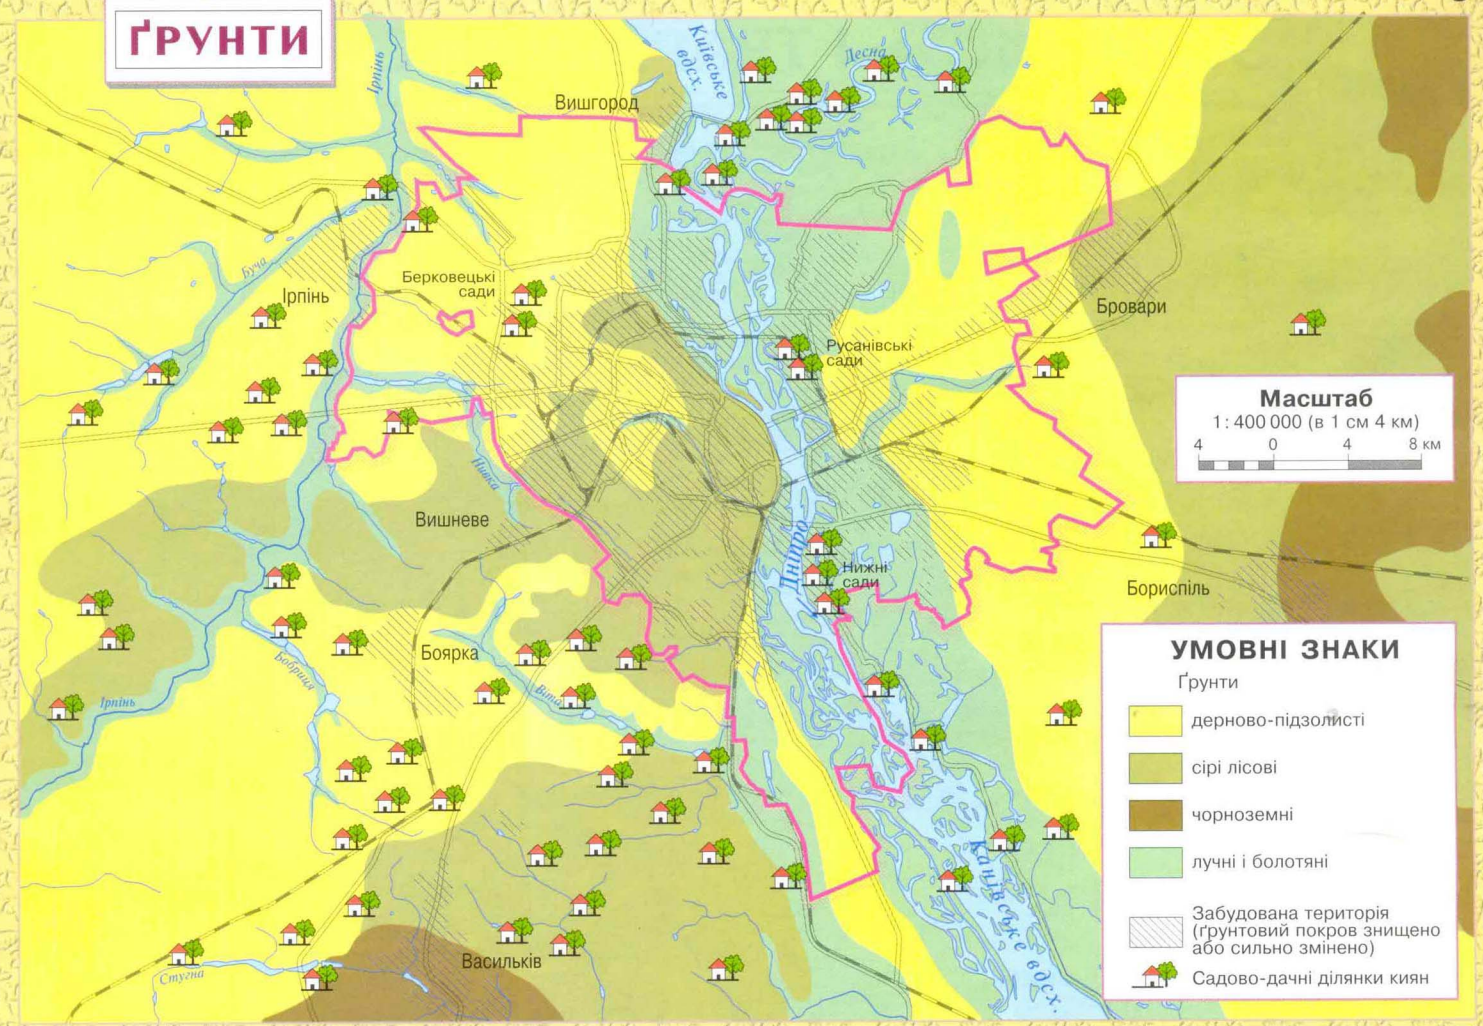 ҐРУНТИ
Ірпінь
Київське
вдсх.
Десна
Вишгород
Буча
Ірпінь
Берковецькі
сади
Русанівські
сади
Бровари
Масштаб
1: 400 000 (в 1 см 4 км)
4 0 4 8 км
Нивка
Вишневе
Дніпро
Нижні
сади
Бориспіль
Бобриця
Боярка
Віта
Ірпінь
УМОВНІ ЗНАКИ
Ґрунти
дерново-підзолисті
сірі лісові
чорноземні
лучні і болотяні
Забудована територія
(ґрунтовий покров знищено
або сильно змінено)
Садово-дачні ділянки киян
Канівське вдсх.
Васильків
Стугна